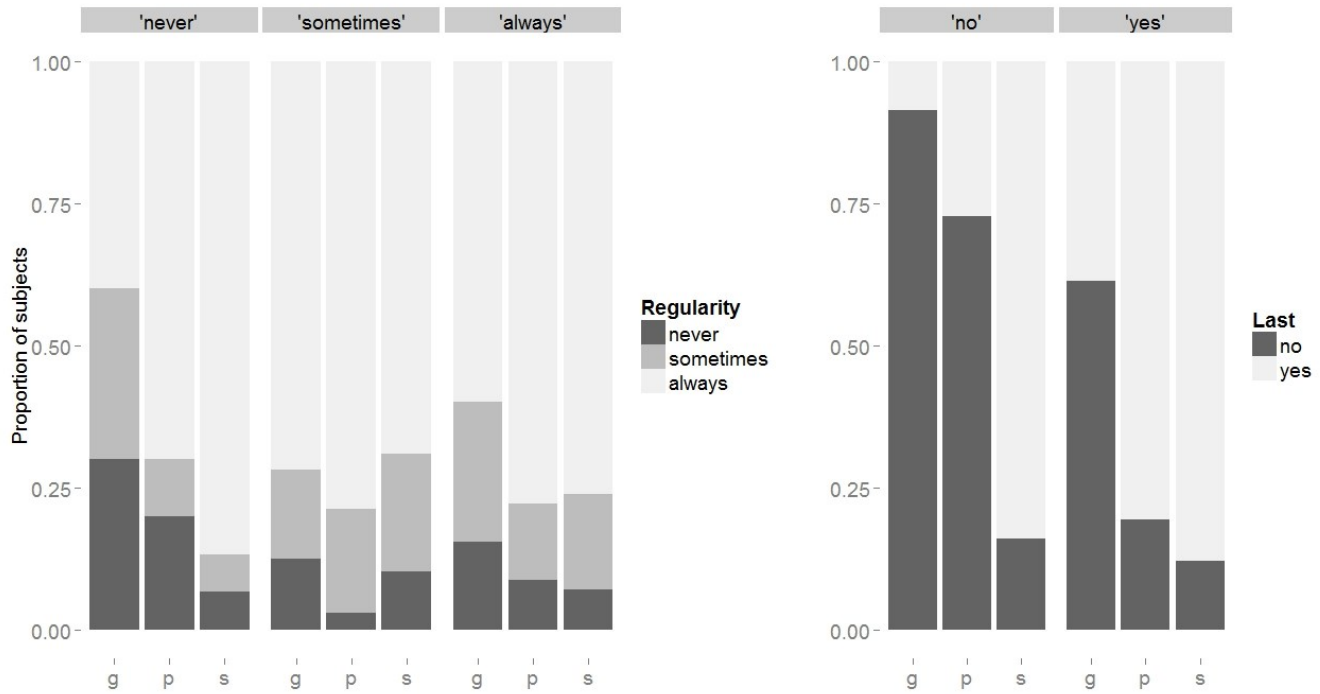 'never' 'sometimes' 'always'
1.00
0.75
0.50
0.25
0.00
Proportion of subjects
g p s g p s g p s
Regularity
never
sometimes
always
'no' 'yes'
1.00
0.75
0.50
0.25
0.00
g p s g p s
Last
no
yes